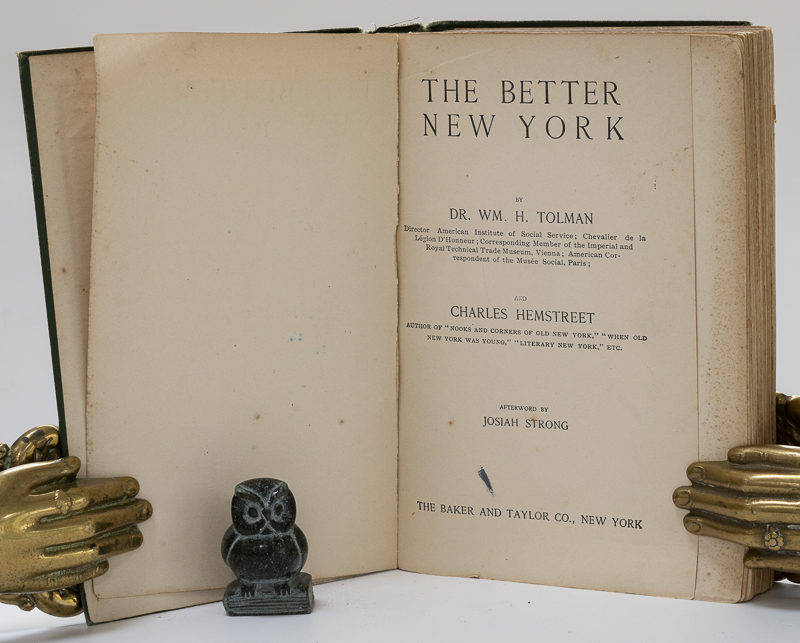 THE BETTER
NEW YORK
BY
DR. WM. H. TOLMAN
Director American Institute of Social Service; Chevalier de la
Légion D'Honneur; Corresponding Member of the Imperial and
Royal Technical Trade Museum, Vienna; American Cor-
respondent of the Musée Social, Paris;
AND
CHARLES HEMSTREET
AUTHOR OF "NOOKS AND CORNERS OF OLD NEW YORK," "WHEN OLD
NEW YORK WAS YOUNG," "LITERARY NEW YORK," ETC.
AFTERWORD BY
JOSIAH STRONG
THE BAKER AND TAYLOR CO., NEW YORK